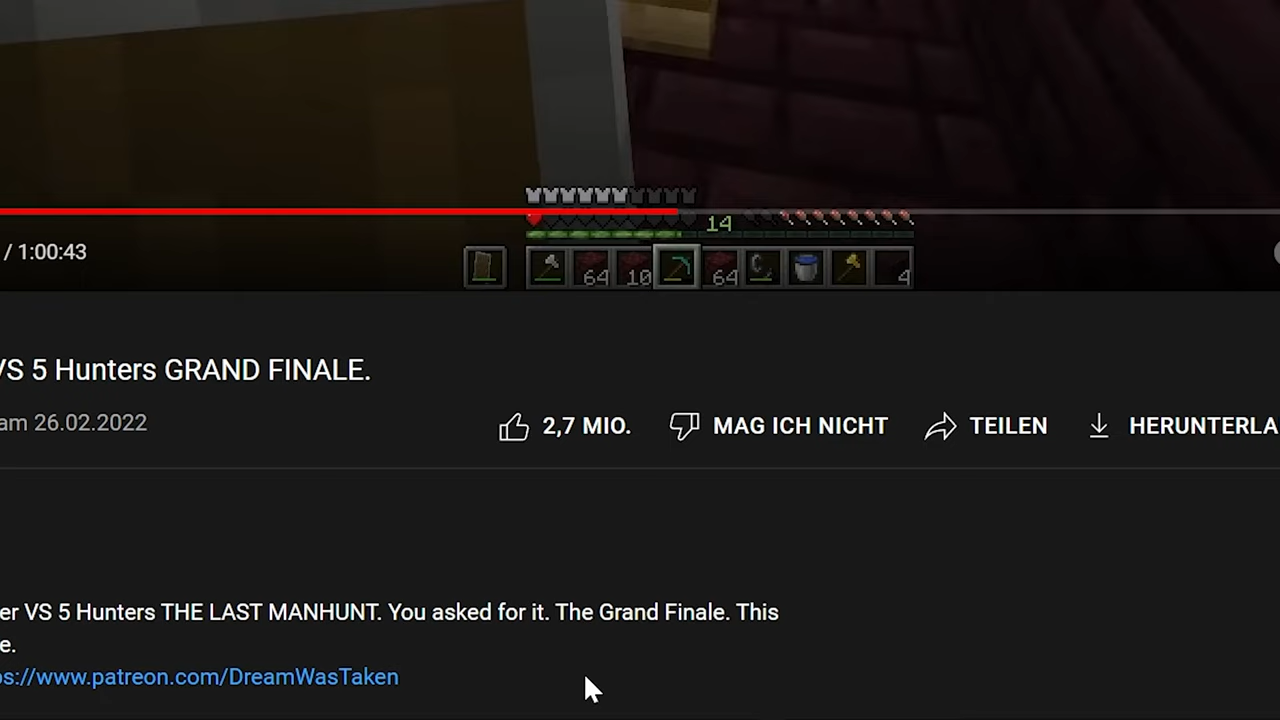 14
/ 1:00:43
64 10 64 4
VS 5 Hunters GRAND FINALE.
am 26.02.2022
2,7 MIO. MAG ICH NICHT TEILEN HERUNTERLA
er VS 5 Hunters THE LAST MANHUNT. You asked for it. The Grand Finale. This
e.
ps://www.patreon.com/DreamWasTaken